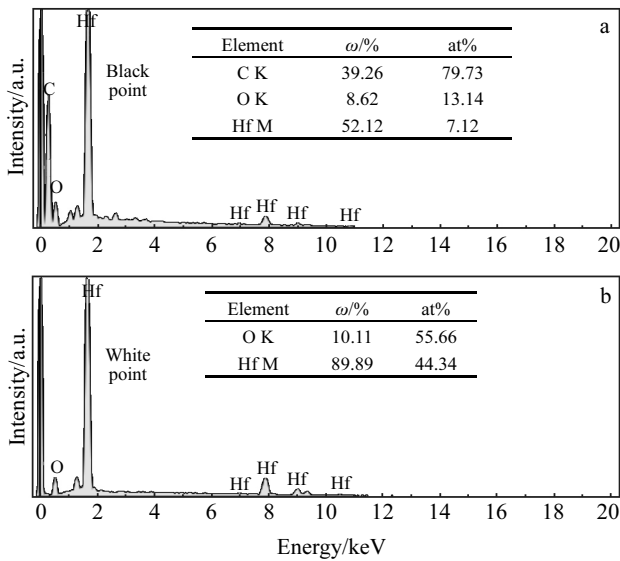 a
Hf
Black
point
C
O
Element ω/% at%
C K 39.26 79.73
O K 8.62 13.14
Hf M 52.12 7.12
Hf Hf Hf Hf
Intensity/a.u.
0 2 4 6 8 10 12 14 16 18 20
b
Hf
White
point
O
Element ω/% at%
O K 10.11 55.66
Hf M 89.89 44.34
Hf Hf Hf Hf
Intensity/a.u.
0 2 4 6 8 10 12 14 16 18 20
Energy/keV